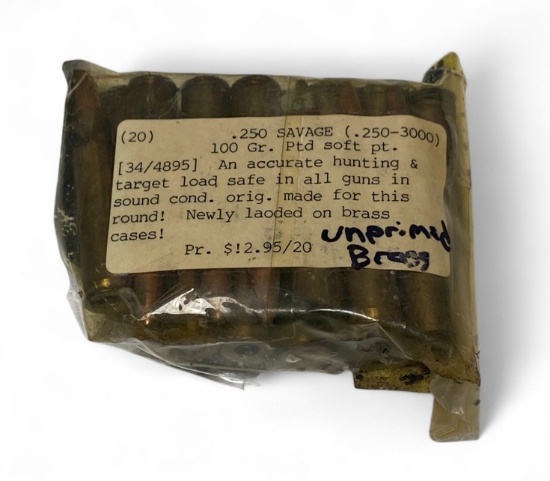 (20) .250 SAVAGE (.250-3000)
100 Gr. Ptd soft pt.
[34/4895] An accurate hunting &
target load safe in all guns in
sound cond. orig. made for this
round! Newly laoded on brass
cases!
Pr. $!2.95/20
unprimed
Brass